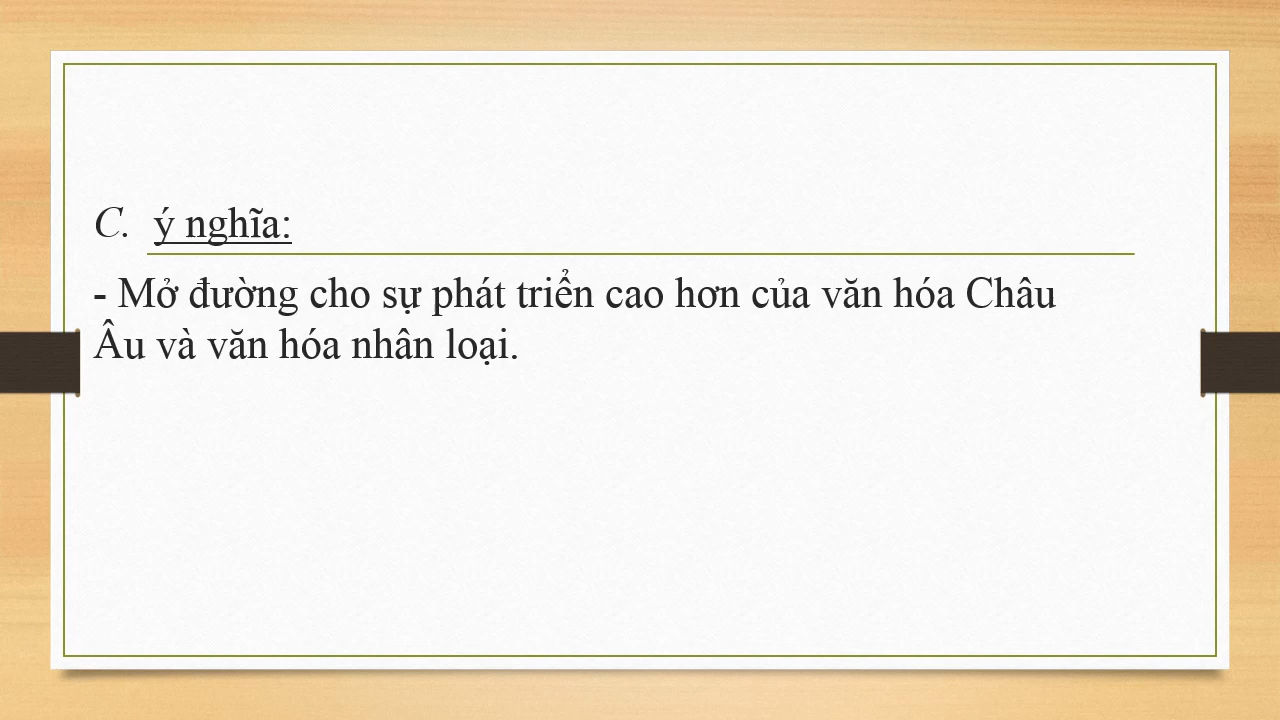 C. ý nghĩa:
- Mở đường cho sự phát triển cao hơn của văn hóa Châu
Âu và văn hóa nhân loại.